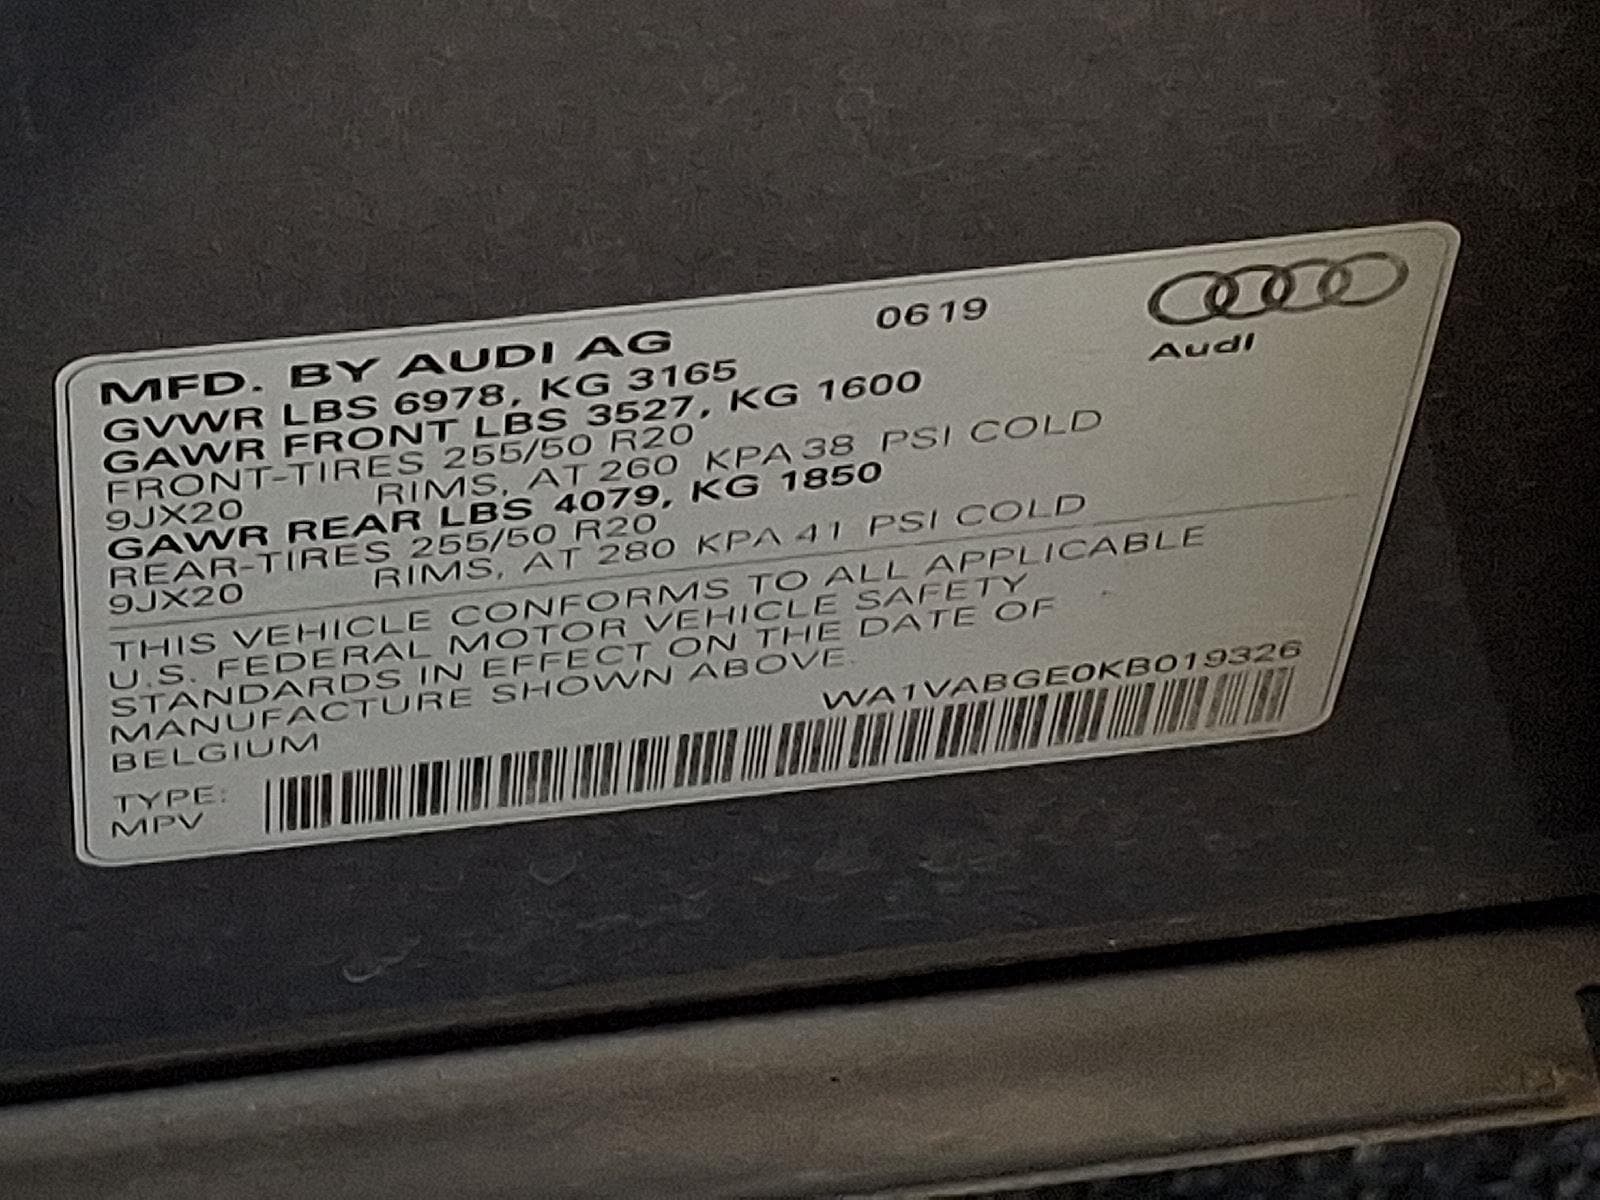 MFD. BY AUDI AG 0619
Audi
GVWR LBS 6978, KG 3165
GAWR FRONT LBS 3527, KG 1600
FRONT-TIRES 255/50 R20
9JX20 RIMS, AT 260 KPA 38 PSI COLD
GAWR REAR LBS 4079, KG 1850
REAR-TIRES 255/50 R20
9JX20 RIMS, AT 280 KPA 41 PSI COLD
THIS VEHICLE CONFORMS TO ALL APPLICABLE
U.S. FEDERAL MOTOR VEHICLE SAFETY
STANDARDS IN EFFECT ON THE DATE OF
MANUFACTURE SHOWN ABOVE.
BELGIUM WA1VABGE0KB019326
TYPE:
MPV